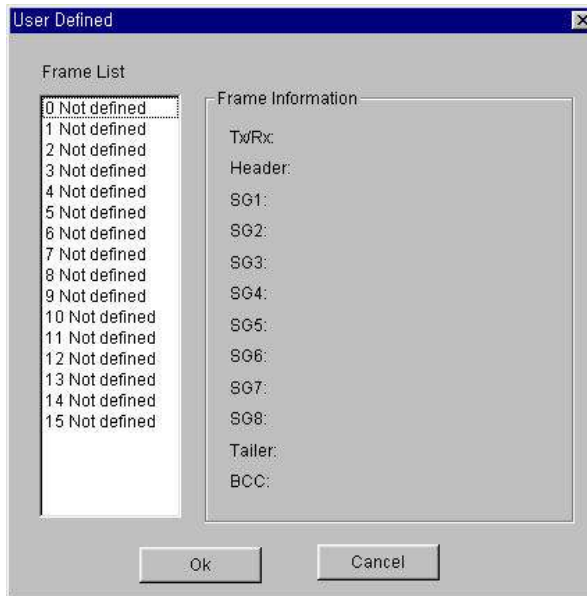 User Defined
Frame List
0 Not defined
1 Not defined
2 Not defined
3 Not defined
4 Not defined
5 Not defined
6 Not defined
7 Not defined
8 Not defined
9 Not defined
10 Not defined
11 Not defined
12 Not defined
13 Not defined
14 Not defined
15 Not defined
Frame Information
Tx/Rx:
Header:
SG1:
SG2:
SG3:
SG4:
SG5:
SG6:
SG7:
SG8:
Tailer:
BCC:
Ok
Cancel